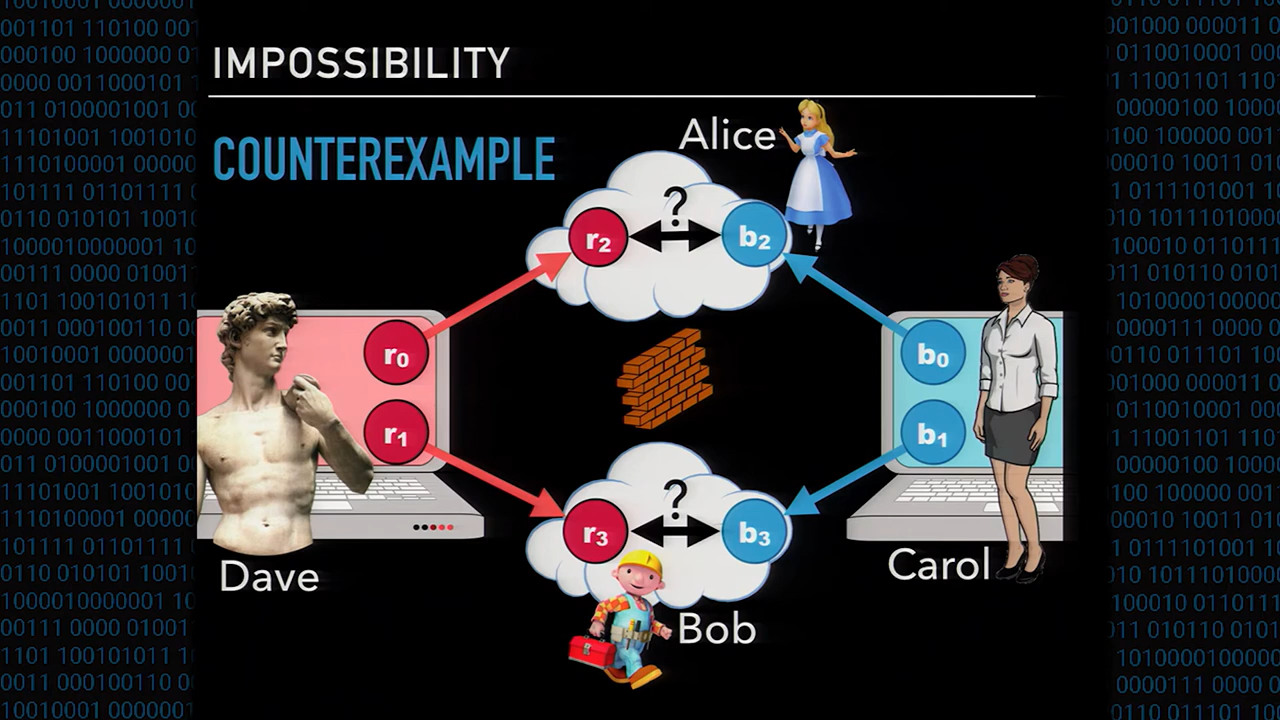 IMPOSSIBILITY
COUNTEREXAMPLE
Alice
?
r2
b2
r0
b0
r1
b1
?
r3
b3
Dave
Carol
Bob